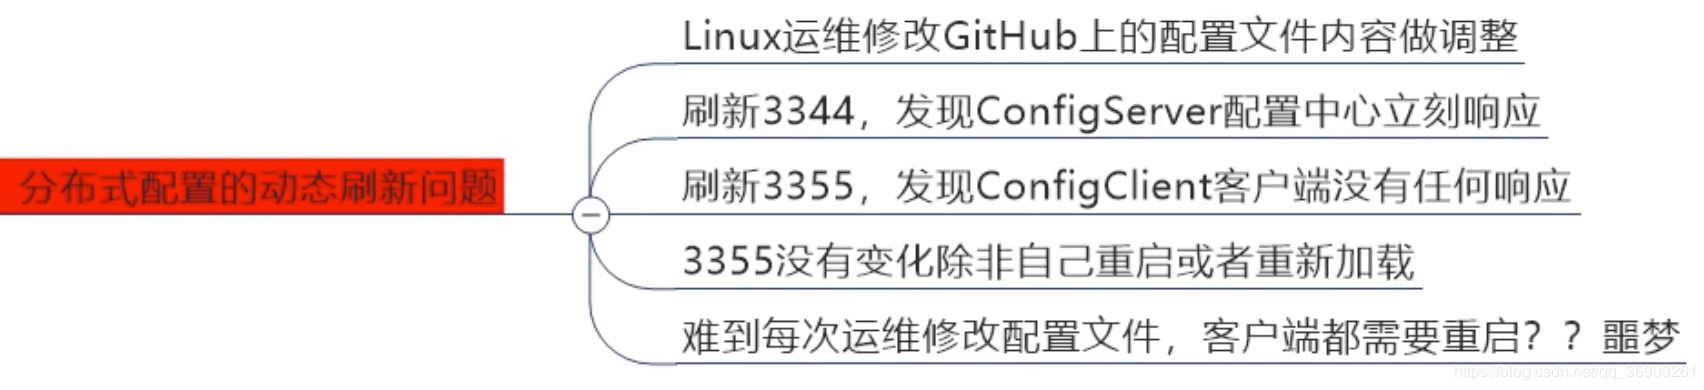 Linux运维修改GitHub上的配置文件内容做调整
刷新3344，发现ConfigServer配置中心立刻响应
分布式配置的动态刷新问题
刷新3355，发现ConfigClient客户端没有任何响应
3355没有变化除非自己重启或者重新加载
难到每次运维修改配置文件，客户端都需要重启？？噩梦
https://blog.csdn.net/qq_36903261